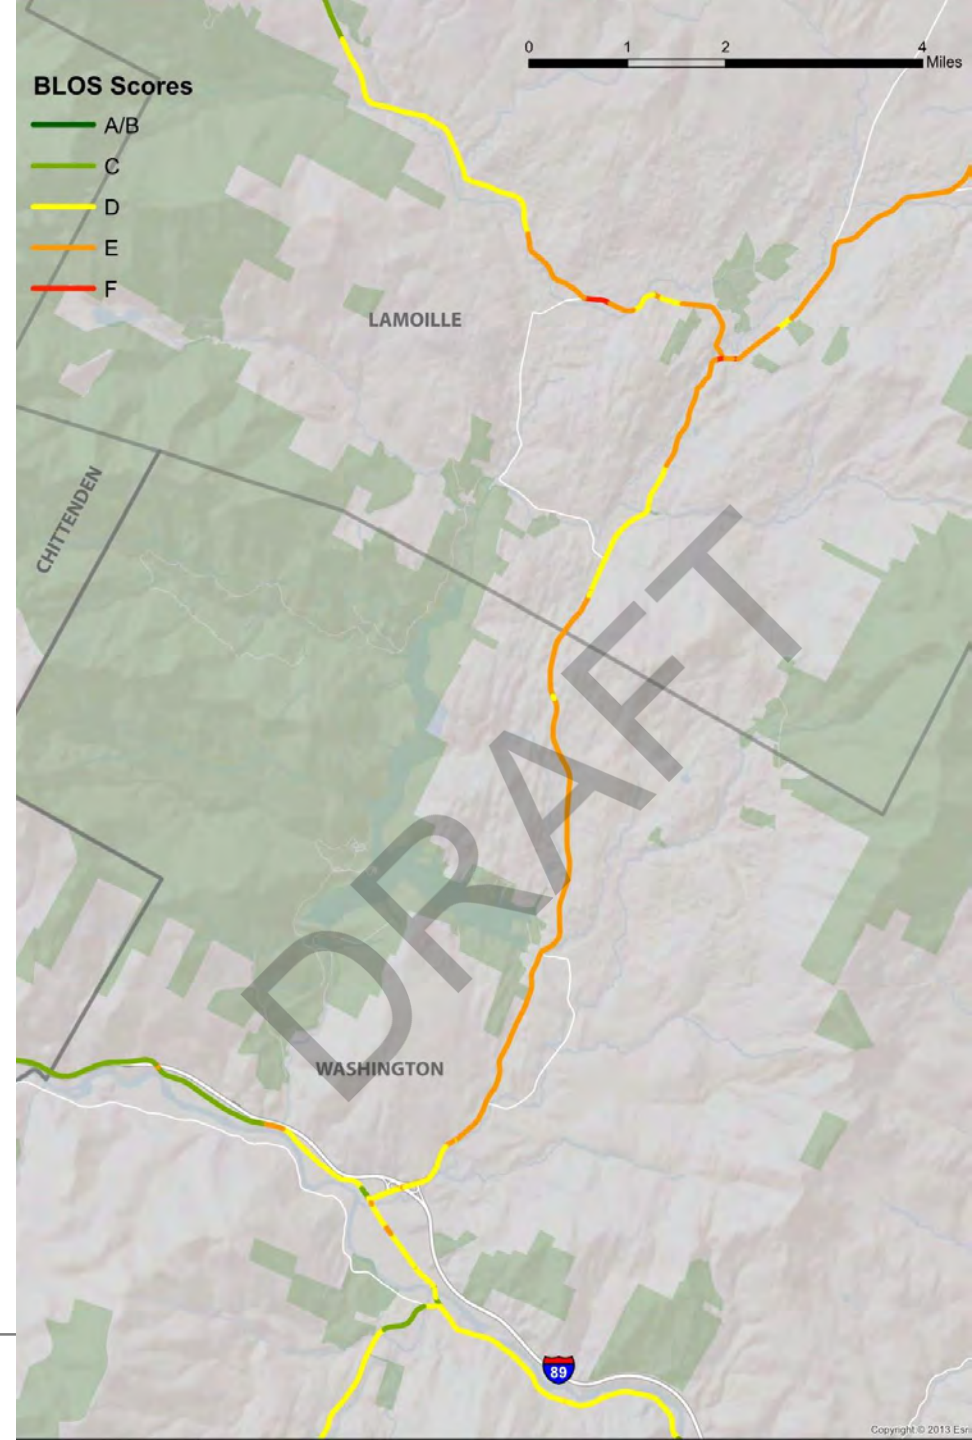 0 1 2 4
Miles
BLOS Scores
A/B
C
D
E
F
LAMOILLE
CHITTENDEN
DRAFT
WASHINGTON
89
Copyright © 2013 Esri